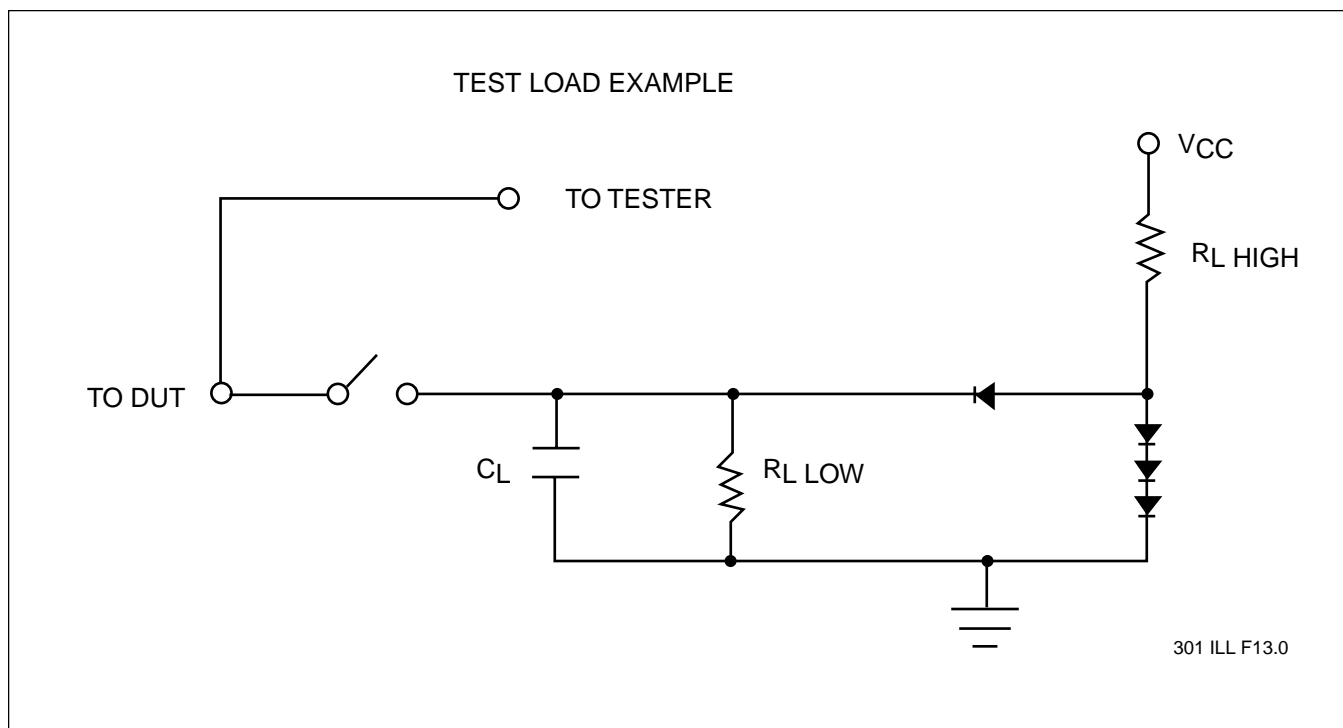 TEST LOAD EXAMPLE
VCC
TO TESTER
RL HIGH
TO DUT
CL
RL LOW
301 ILL F13.0